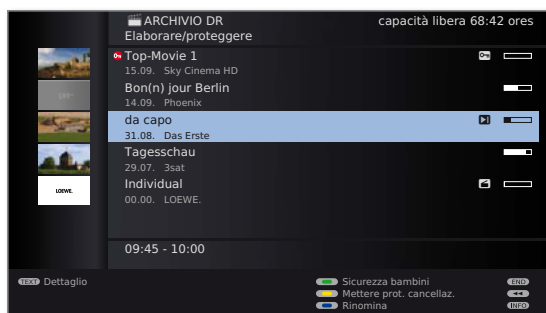 ARCHIVIO DR capacità libera 68:42 ores
Elaborare/proteggere
Top-Movie 1
15.09. Sky Cinema HD
Bon(n) jour Berlin
14.09. Phoenix
da capo
31.08. Das Erste
Tagesschau
29.07. 3sat
Individual
00.00. LOEWE.
LOEWE.
09:45 - 10:00
TEXT Dettaglio
Sicurezza bambini END
Mettere prot. cancellaz.
Rinomina INFO